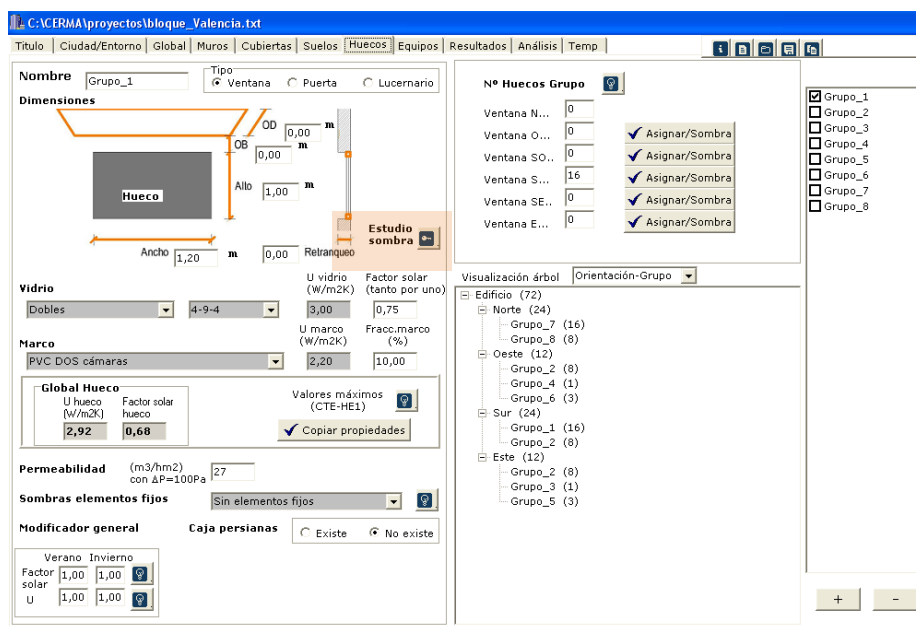 C:\CERMA\proyectos\bloque_Valencia.txt
Titulo Ciudad/Entorno Global Muros Cubiertas Suelos Huecos Equipos Resultados Análisis Temp
Nombre Grupo_1
Tipo
Ventana Puerta Lucernario
Dimensiones
OD 0,00 m
OB 0,00 m
Alto 1,00 m
Hueco
Ancho 1,20 m
0,00 Retranqueo
Estudio
sombra
Vidrio
U vidrio
(W/m2K)
Factor solar
(tanto por uno)
Dobles 4-9-4 3,00 0,75
Marco
U marco
(W/m2K)
Fracc.marco
(%)
PVC DOS cámaras 2,20 10,00
Global Hueco
U hueco
(W/m2K)
Factor solar
hueco
2,92 0,68
Valores máximos
(CTE-HE1)
Copiar propiedades
Permeabilidad (m3/hm2)
con ΔP=100Pa
27
Sombras elementos fijos Sin elementos fijos
Modificador general Caja persianas Existe No existe
Verano Invierno
Factor
solar
1,00 1,00
U 1,00 1,00
Nº Huecos Grupo
Ventana N... 0
Ventana O... 0 Asignar/Sombra
Ventana SO.. 0 Asignar/Sombra
Ventana S... 16 Asignar/Sombra
Ventana SE.. 0 Asignar/Sombra
Ventana E... 0 Asignar/Sombra
Visualización árbol Orientación-Grupo
Edificio (72)
Norte (24)
Grupo_7 (16)
Grupo_8 (8)
Oeste (12)
Grupo_2 (8)
Grupo_4 (1)
Grupo_6 (3)
Sur (24)
Grupo_1 (16)
Grupo_2 (8)
Este (12)
Grupo_2 (8)
Grupo_3 (1)
Grupo_5 (3)
Grupo_1
Grupo_2
Grupo_3
Grupo_4
Grupo_5
Grupo_6
Grupo_7
Grupo_8
+ -